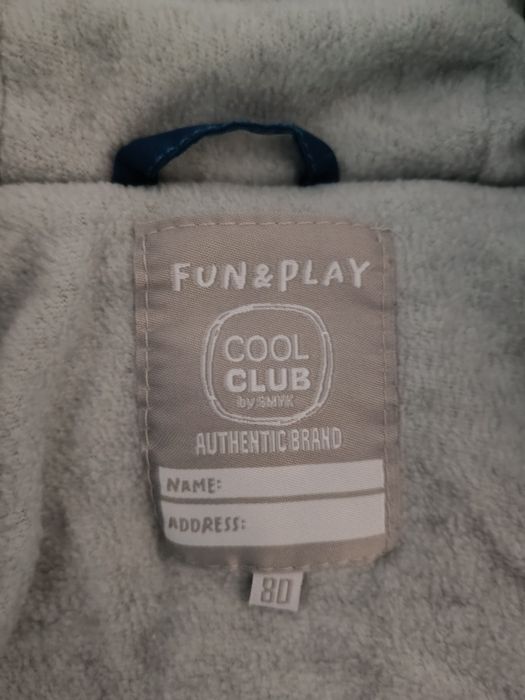 FUN&PLAY
COOL
CLUB
by SMYK
AUTHENTIC BRAND
NAME:
ADDRESS:
80